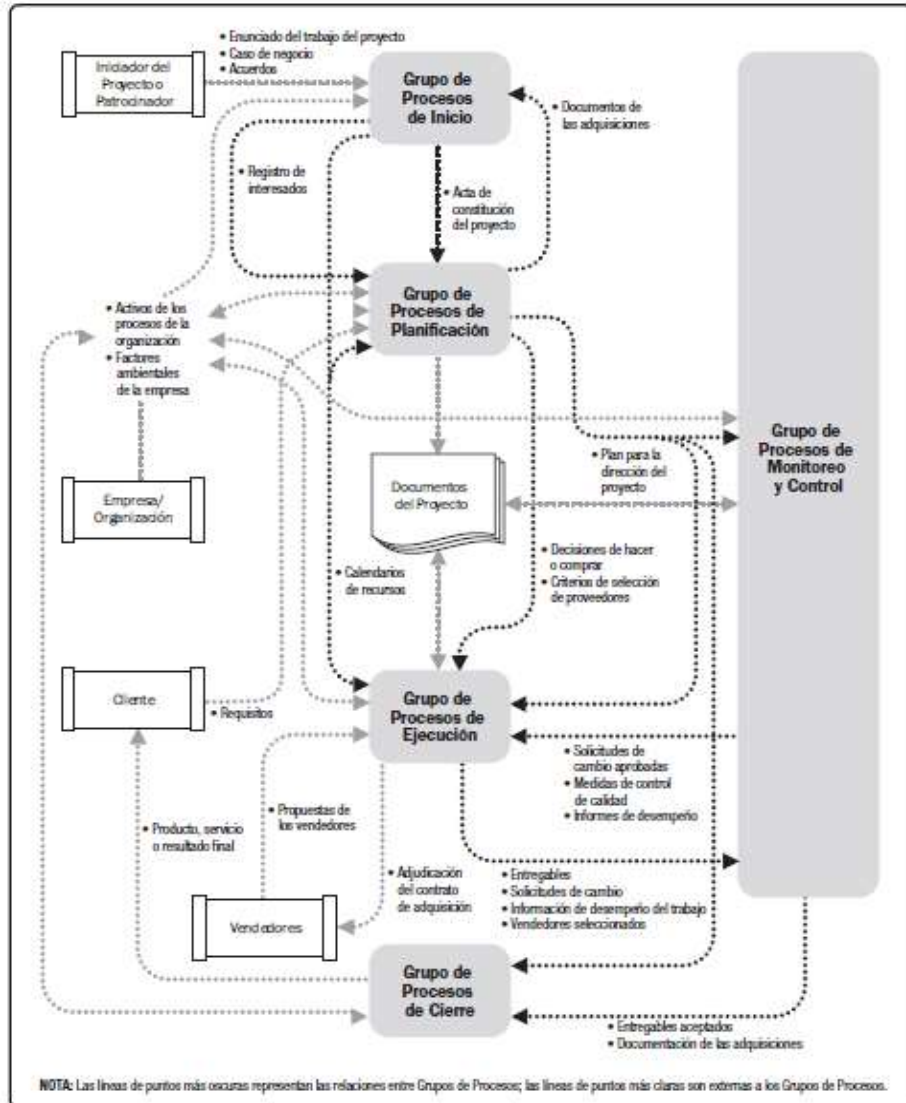 • Enunciado del trabajo del proyecto
• Caso de negocio
• Acuerdos
Iniciador del
Proyecto o
Patrocinador
Grupo de
Procesos
de Inicio
• Documentos de
las adquisiciones
• Registro de
interesados
• Acta de
constitución
del proyecto
Grupo de
Procesos de
Planificación
• Activos de los
procesos de la
organización
• Factores
ambientales
de la empresa
Grupo de
Procesos de
Monitoreo
y Control
• Plan para la
dirección del
proyecto
Empresa/
Organización
Documentos
del Proyecto
• Decisiones de hacer
o comprar
• Criterios de selección
de proveedores
• Calendarios
de recursos
Cliente
• Requisitos
Grupo de
Procesos de
Ejecución
• Solicitudes de
cambio aprobadas
• Medidas de control
de calidad
• Informes de desempeño
• Producto, servicio
o resultado final
• Propuestas de
los vendedores
• Adjudicación
del contrato
de adquisición
• Entregables
• Solicitudes de cambio
• Información de desempeño del trabajo
• Vendedores seleccionados
Vendedores
Grupo de
Procesos
de Cierre
• Entregables aceptados
• Documentación de las adquisiciones
NOTA: Las líneas de puntos más oscuras representan las relaciones entre Grupos de Procesos; las líneas de puntos más claras son externas a los Grupos de Procesos.